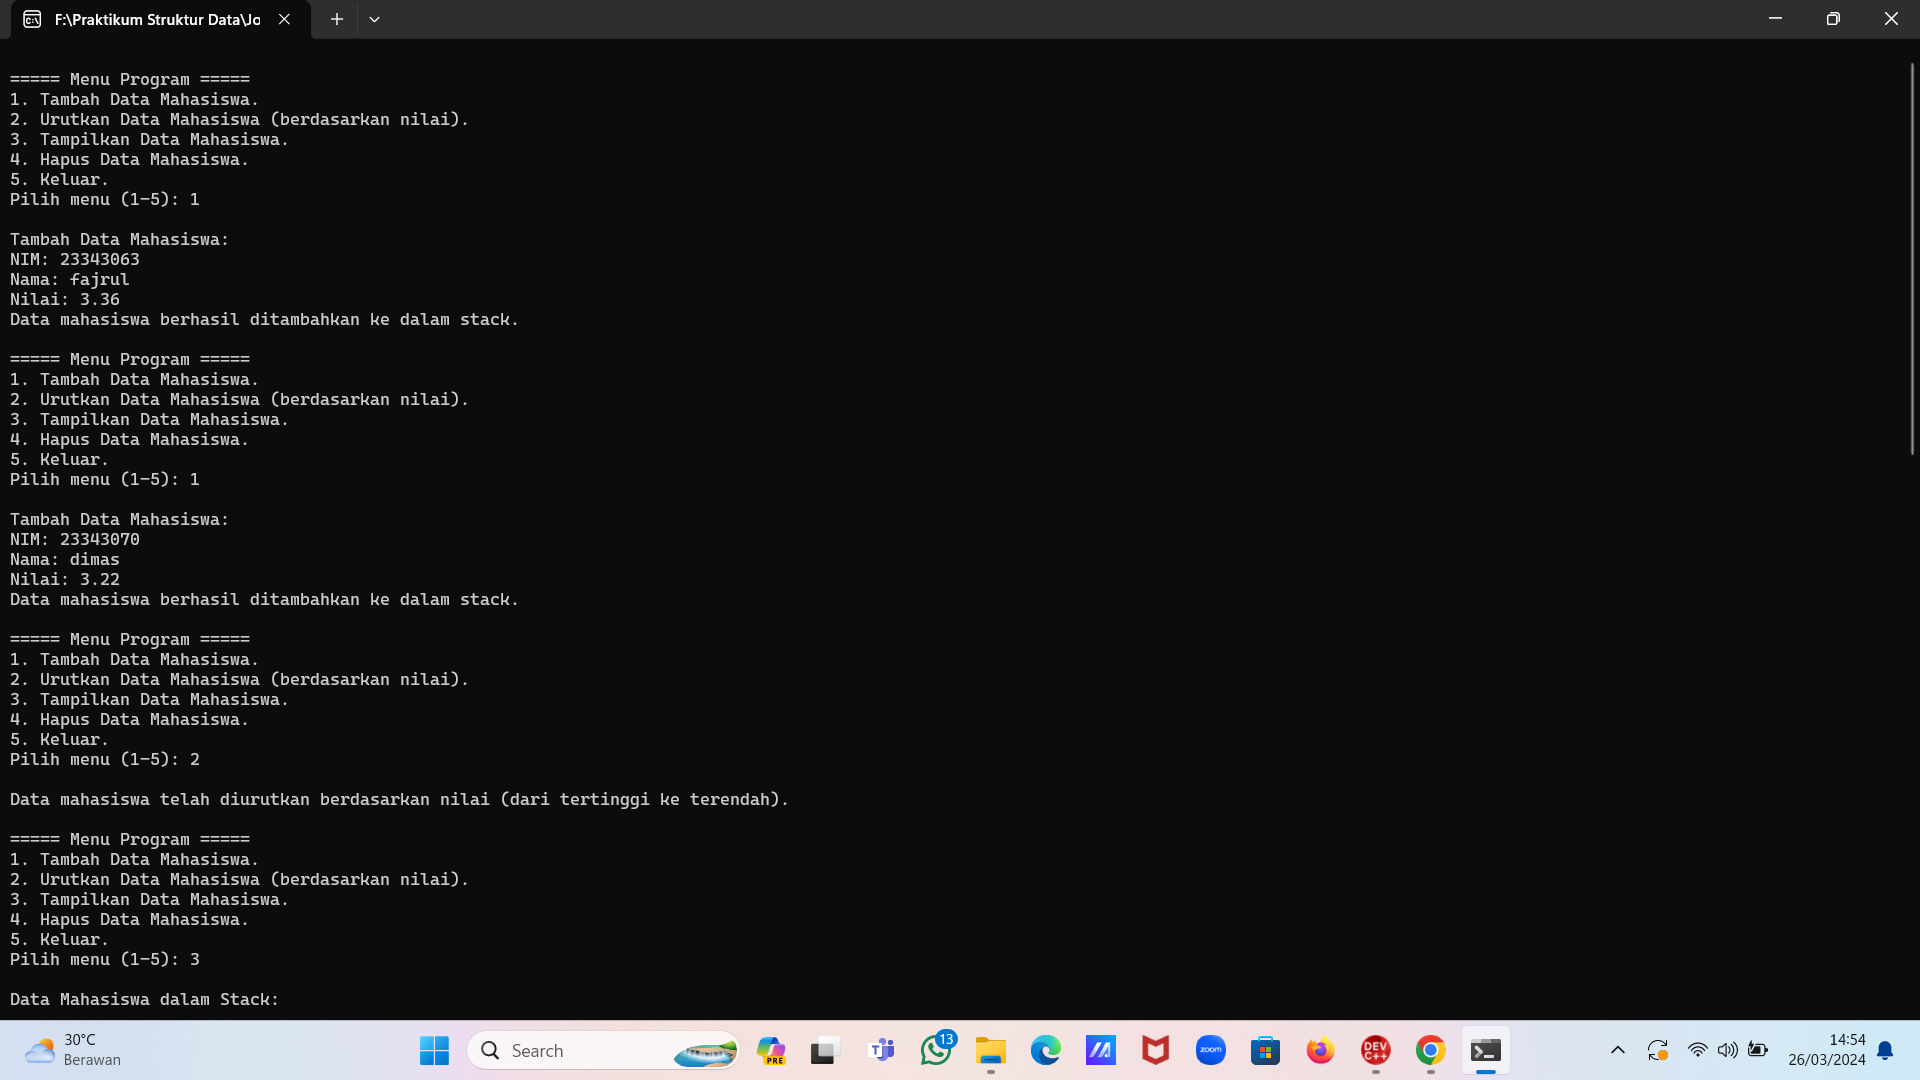 F:\Praktikum Struktur Data\Jo
===== Menu Program =====
1. Tambah Data Mahasiswa.
2. Urutkan Data Mahasiswa (berdasarkan nilai).
3. Tampilkan Data Mahasiswa.
4. Hapus Data Mahasiswa.
5. Keluar.
Pilih menu (1-5): 1
Tambah Data Mahasiswa:
NIM: 23343063
Nama: fajrul
Nilai: 3.36
Data mahasiswa berhasil ditambahkan ke dalam stack.
===== Menu Program =====
1. Tambah Data Mahasiswa.
2. Urutkan Data Mahasiswa (berdasarkan nilai).
3. Tampilkan Data Mahasiswa.
4. Hapus Data Mahasiswa.
5. Keluar.
Pilih menu (1-5): 1
Tambah Data Mahasiswa:
NIM: 23343070
Nama: dimas
Nilai: 3.22
Data mahasiswa berhasil ditambahkan ke dalam stack.
===== Menu Program =====
1. Tambah Data Mahasiswa.
2. Urutkan Data Mahasiswa (berdasarkan nilai).
3. Tampilkan Data Mahasiswa.
4. Hapus Data Mahasiswa.
5. Keluar.
Pilih menu (1-5): 2
Data mahasiswa telah diurutkan berdasarkan nilai (dari tertinggi ke terendah).
===== Menu Program =====
1. Tambah Data Mahasiswa.
2. Urutkan Data Mahasiswa (berdasarkan nilai).
3. Tampilkan Data Mahasiswa.
4. Hapus Data Mahasiswa.
5. Keluar.
Pilih menu (1-5): 3
Data Mahasiswa dalam Stack:
30°C
Berawan
Search
PRE
13
zoom
DEV
C++
14:54
26/03/2024